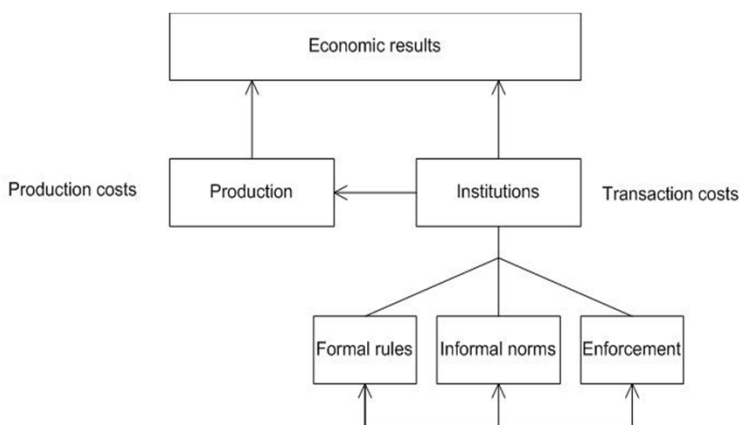 Economic results
Production costs
Production
Institutions
Transaction costs
Formal rules
Informal norms
Enforcement